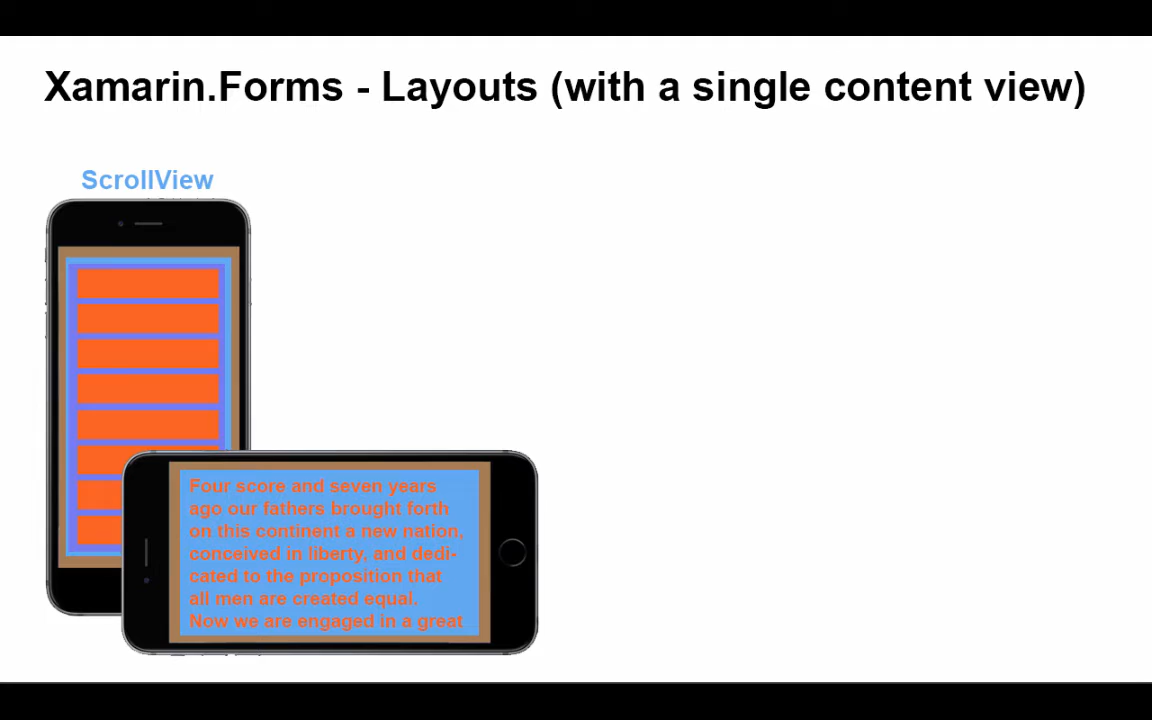 Xamarin.Forms - Layouts (with a single content view)
ScrollView
Four score and seven years
ago our fathers brought forth
on this continent a new nation,
conceived in liberty, and dedi-
cated to the proposition that
all men are created equal.
Now we are engaged in a great